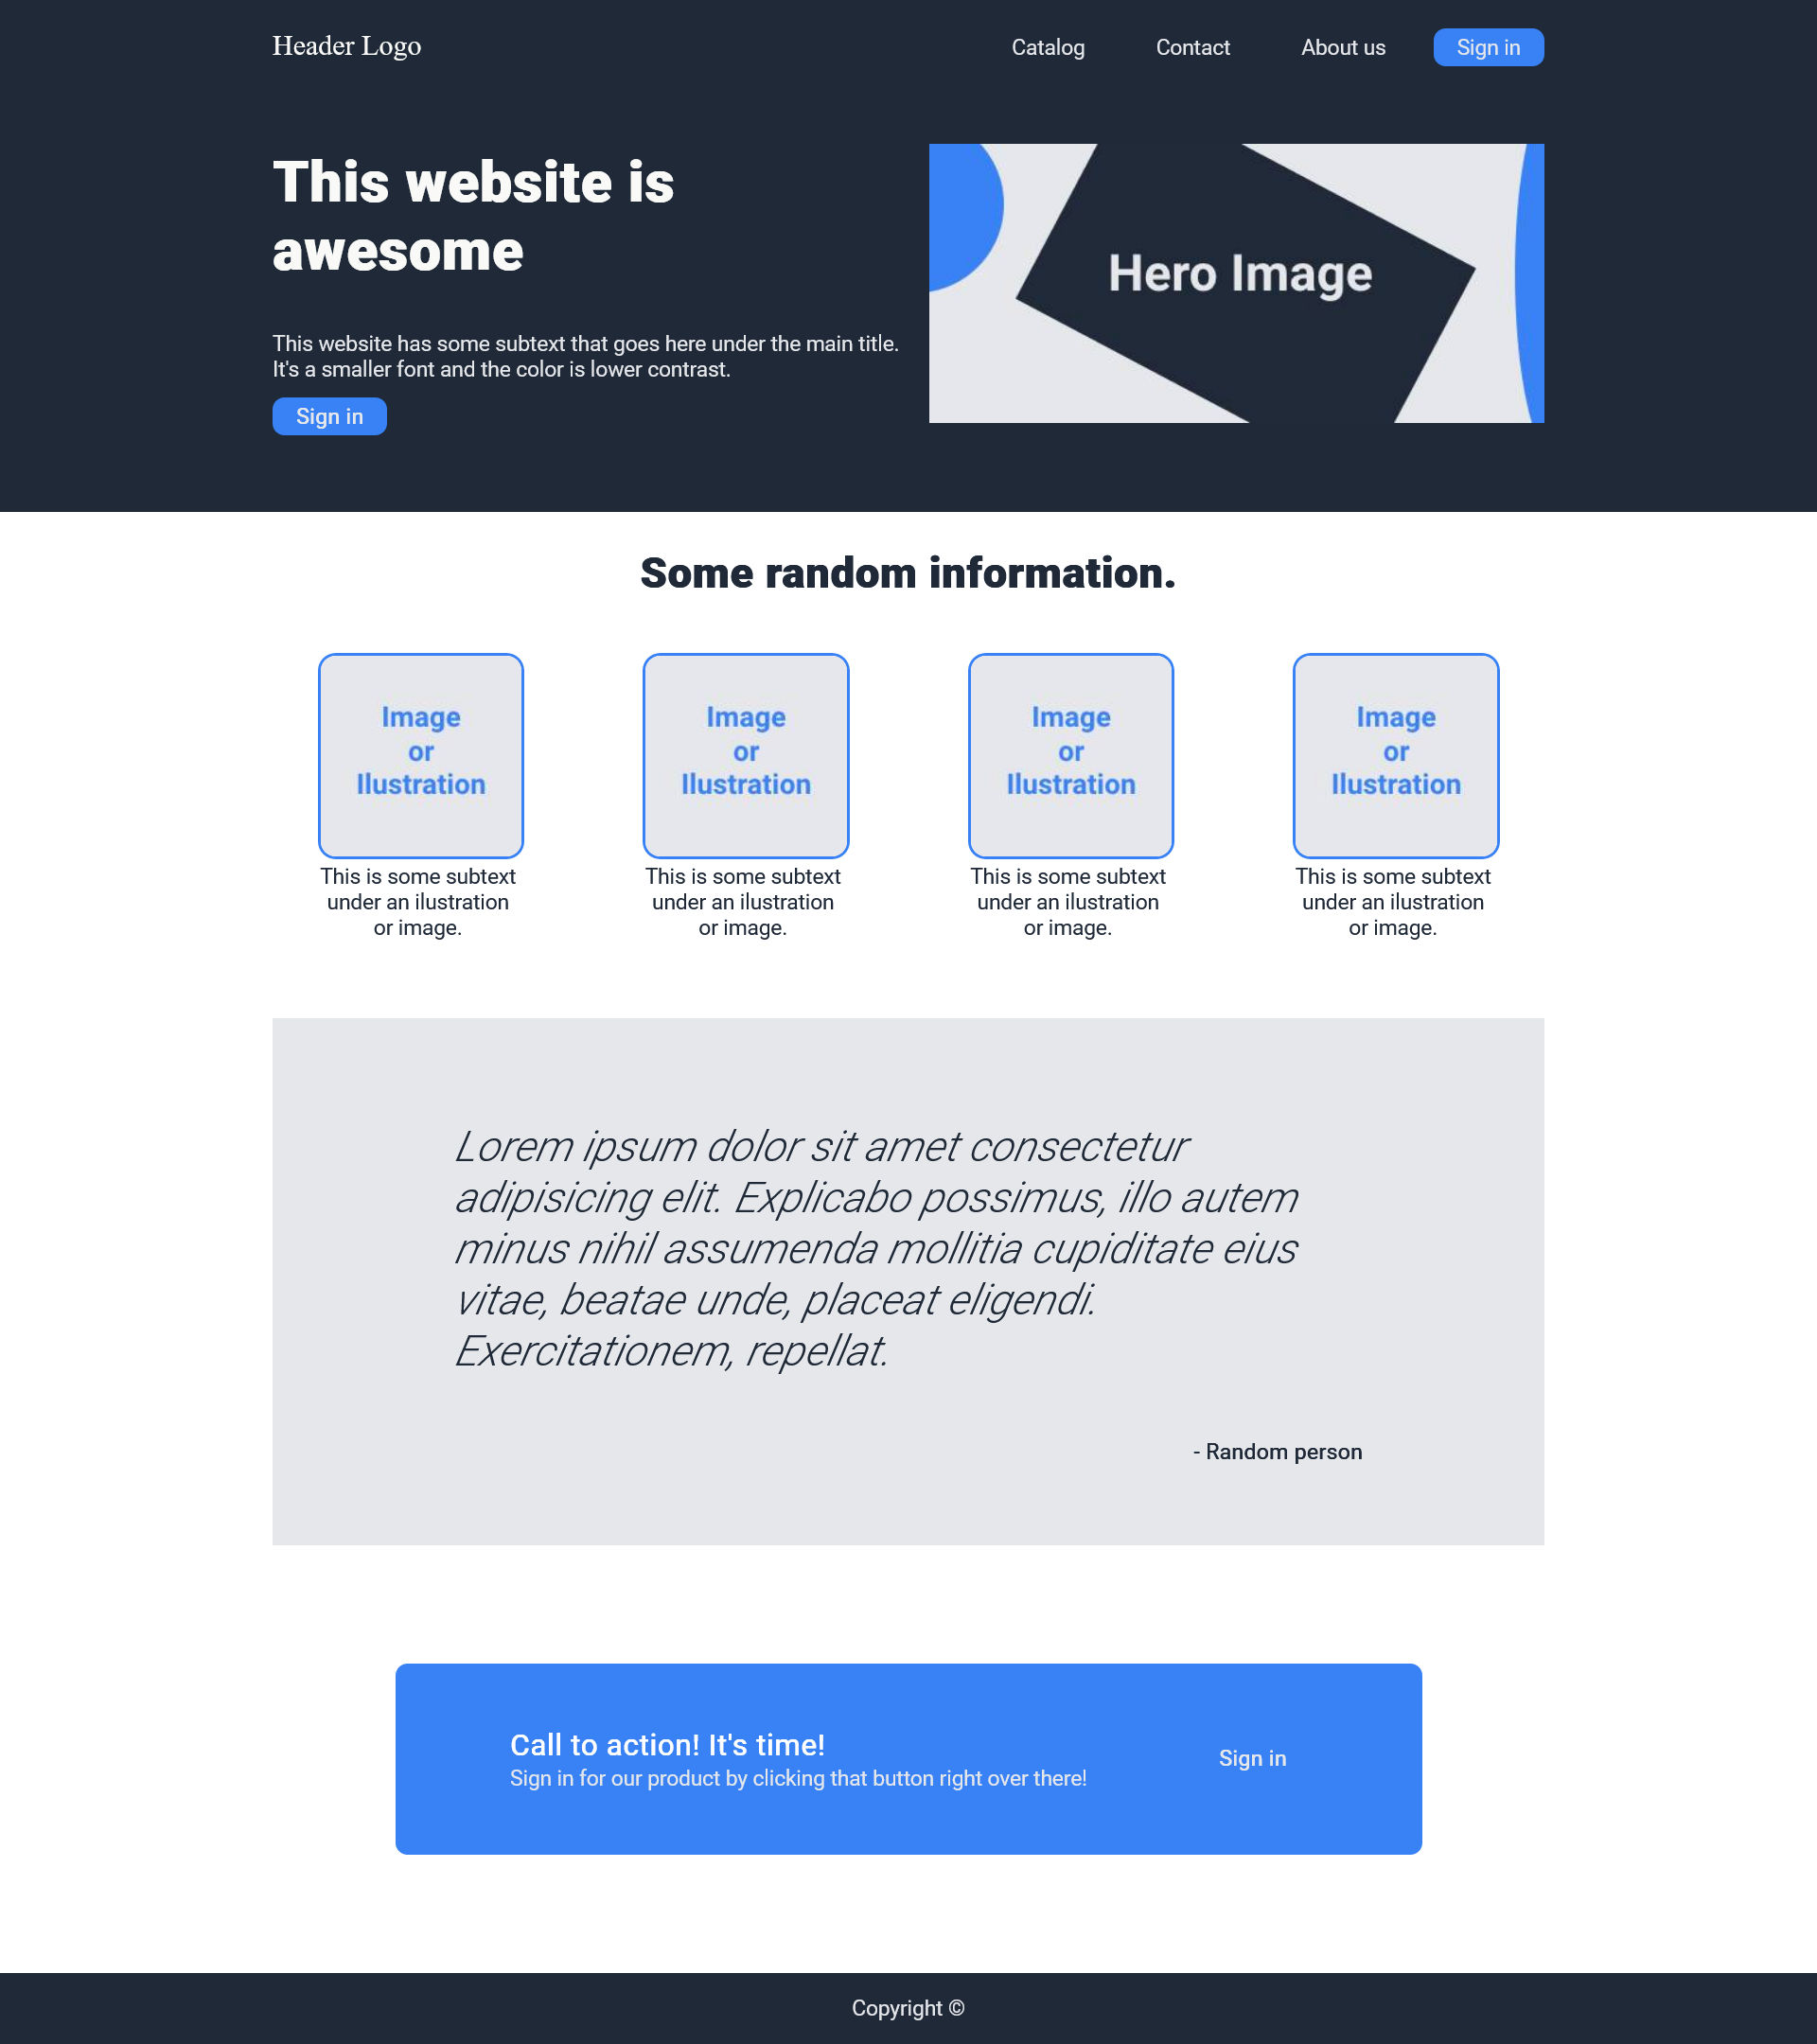 Header Logo
Catalog
Contact
About us
Sign in
This website is
awesome
This website has some subtext that goes here under the main title.
It's a smaller font and the color is lower contrast.
Sign in
Hero Image
Some random information.
Image
or
Ilustration
This is some subtext
under an ilustration
or image.
Image
or
Ilustration
This is some subtext
under an ilustration
or image.
Image
or
Ilustration
This is some subtext
under an ilustration
or image.
Image
or
Ilustration
This is some subtext
under an ilustration
or image.
Lorem ipsum dolor sit amet consectetur
adipisicing elit. Explicabo possimus, illo autem
minus nihil assumenda mollitia cupiditate eius
vitae, beatae unde, placeat eligendi.
Exercitationem, repellat.
- Random person
Call to action! It's time!
Sign in for our product by clicking that button right over there!
Sign in
Copyright ©